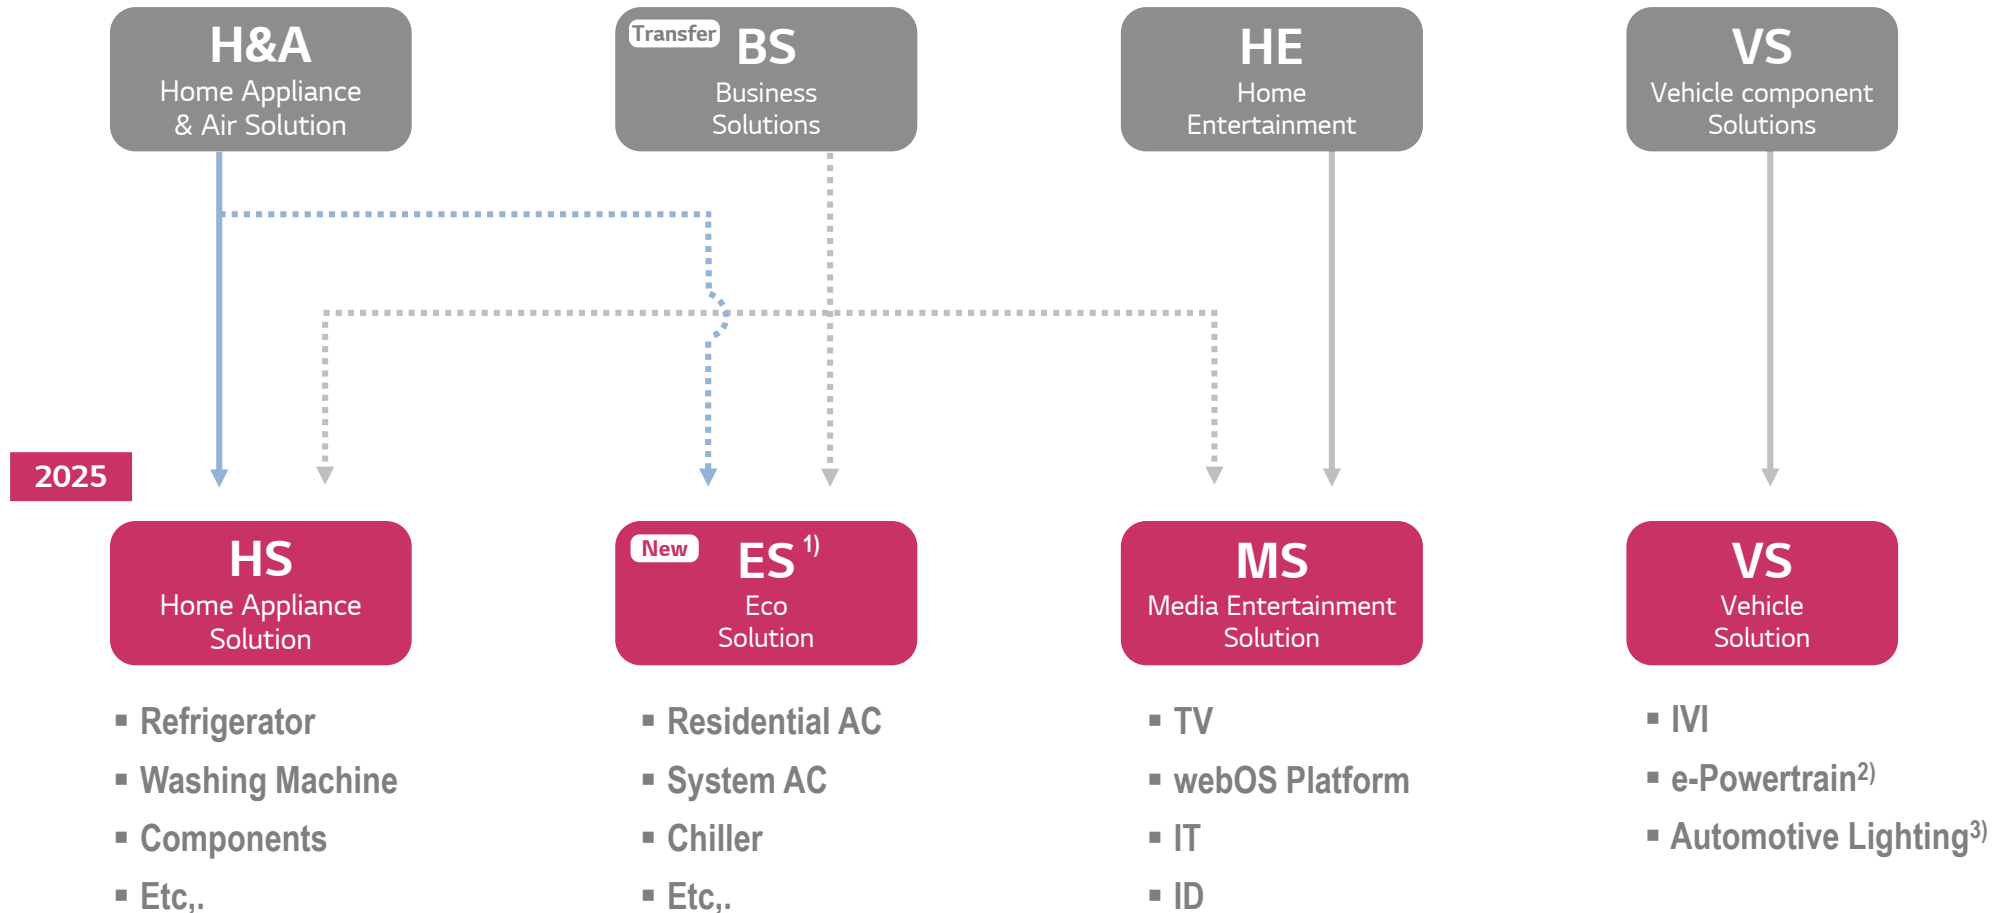 H&A
Home Appliance
& Air Solution
Transfer
BS
Business
Solutions
HE
Home
Entertainment
VS
Vehicle component
Solutions
2025
HS
Home Appliance
Solution
New
ES 1)
Eco
Solution
MS
Media Entertainment
Solution
VS
Vehicle
Solution
▪ Refrigerator
▪ Washing Machine
▪ Components
▪ Etc,.
▪ Residential AC
▪ System AC
▪ Chiller
▪ Etc,.
▪ TV
▪ webOS Platform
▪ IT
▪ ID
▪ IVI
▪ e-Powertrain2)
▪ Automotive Lighting3)